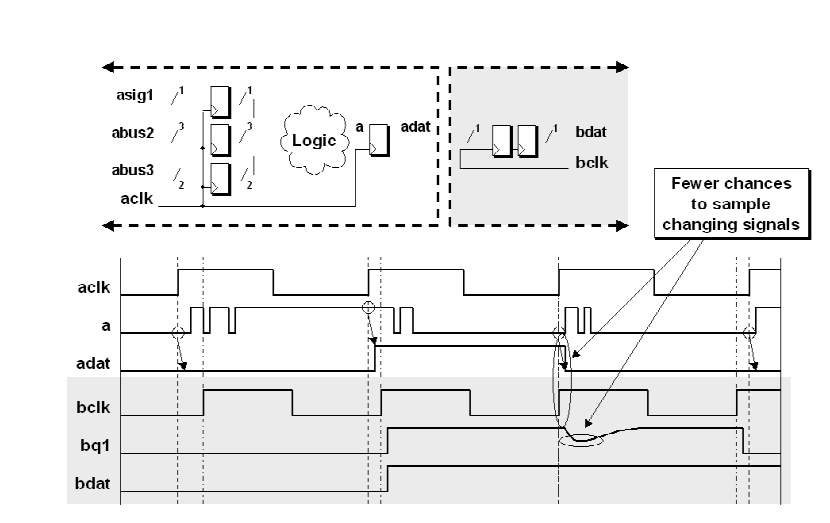 asig1 1 1
abus2 3 3
abus3 2 2
aclk
Logic
a adat
1 1 bdat
bclk
Fewer chances
to sample
changing signals
aclk
a
adat
bclk
bq1
bdat